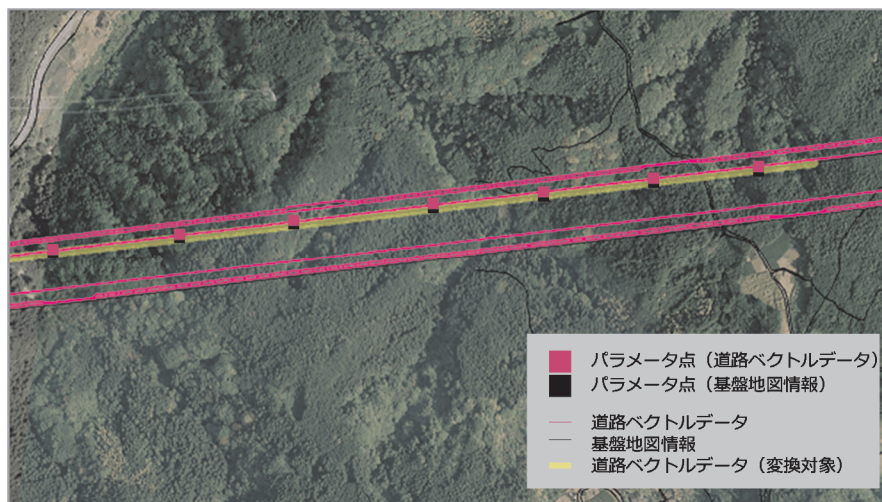 パラメータ点（道路ベクトルデータ）
パラメータ点（基盤地図情報）
道路ベクトルデータ
基盤地図情報
道路ベクトルデータ（変換対象）